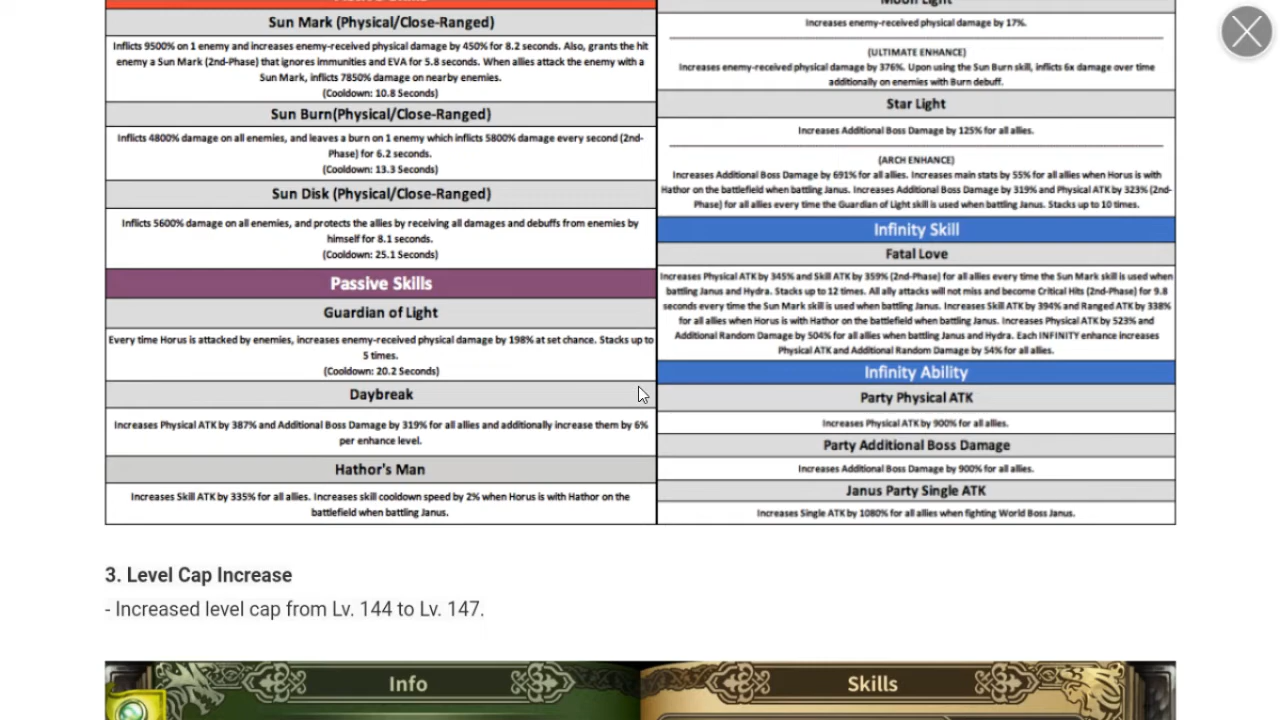 Sun Mark (Physical/Close-Ranged)
Inflicts 9500% on 1 enemy and increases enemy-received physical damage by 450% for 8.2 seconds. Also, grants the hit
enemy a Sun Mark (2nd-Phase) that ignores immunities and EVA for 5.8 seconds. When allies attack the enemy with a
Sun Mark, inflicts 7850% damage on nearby enemies.
(Cooldown: 10.8 Seconds)
Sun Burn(Physical/Close-Ranged)
Inflicts 4800% damage on all enemies, and leaves a burn on 1 enemy which inflicts 5800% damage every second (2nd-
Phase) for 6.2 seconds.
(Cooldown: 13.3 Seconds)
Sun Disk (Physical/Close-Ranged)
Inflicts 5600% damage on all enemies, and protects the allies by receiving all damages and debuffs from enemies by
himself for 8.1 seconds.
(Cooldown: 25.1 Seconds)
Passive Skills
Guardian of Light
Every time Horus is attacked by enemies, increases enemy-received physical damage by 198% at set chance. Stacks up to
5 times.
(Cooldown: 20.2 Seconds)
Daybreak
Increases Physical ATK by 387% and Additional Boss Damage by 319% for all allies and additionally increase them by 6%
per enhance level.
Hathor's Man
Increases Skill ATK by 335% for all allies. Increases skill cooldown speed by 2% when Horus is with Hathor on the
battlefield when battling Janus.
Moon Light
Increases enemy-received physical damage by 17%.
(ULTIMATE ENHANCE)
Increases enemy-received physical damage by 376%. Upon using the Sun Burn skill, inflicts 6x damage over time
additionally on enemies with Burn debuff.
Star Light
Increases Additional Boss Damage by 125% for all allies.
(ARCH ENHANCE)
Increases Additional Boss Damage by 691% for all allies. Increases main stats by 55% for all allies when Horus is with
Hathor on the battlefield when battling Janus. Increases Additional Boss Damage by 319% and Physical ATK by 323% (2nd-
Phase) for all allies every time the Guardian of Light skill is used when battling Janus. Stacks up to 10 times.
Infinity Skill
Fatal Love
Increases Physical ATK by 345% and Skill ATK by 359% (2nd-Phase) for all allies every time the Sun Mark skill is used when
battling Janus and Hydra. Stacks up to 12 times. All ally attacks will not miss and become Critical Hits (2nd-Phase) for 9.8
seconds every time the Sun Mark skill is used when battling Janus. Increases Skill ATK by 394% and Ranged ATK by 338%
for all allies when Horus is with Hathor on the battlefield when battling Janus. Increases Physical ATK by 523% and
Additional Random Damage by 504% for all allies when battling Janus and Hydra. Each INFINITY enhance increases
Physical ATK and Additional Random Damage by 54% for all allies.
Infinity Ability
Party Physical ATK
Increases Physical ATK by 900% for all allies.
Party Additional Boss Damage
Increases Additional Boss Damage by 900% for all allies.
Janus Party Single ATK
Increases Single ATK by 1080% for all allies when fighting World Boss Janus.
3. Level Cap Increase
- Increased level cap from Lv. 144 to Lv. 147.
Info
Skills